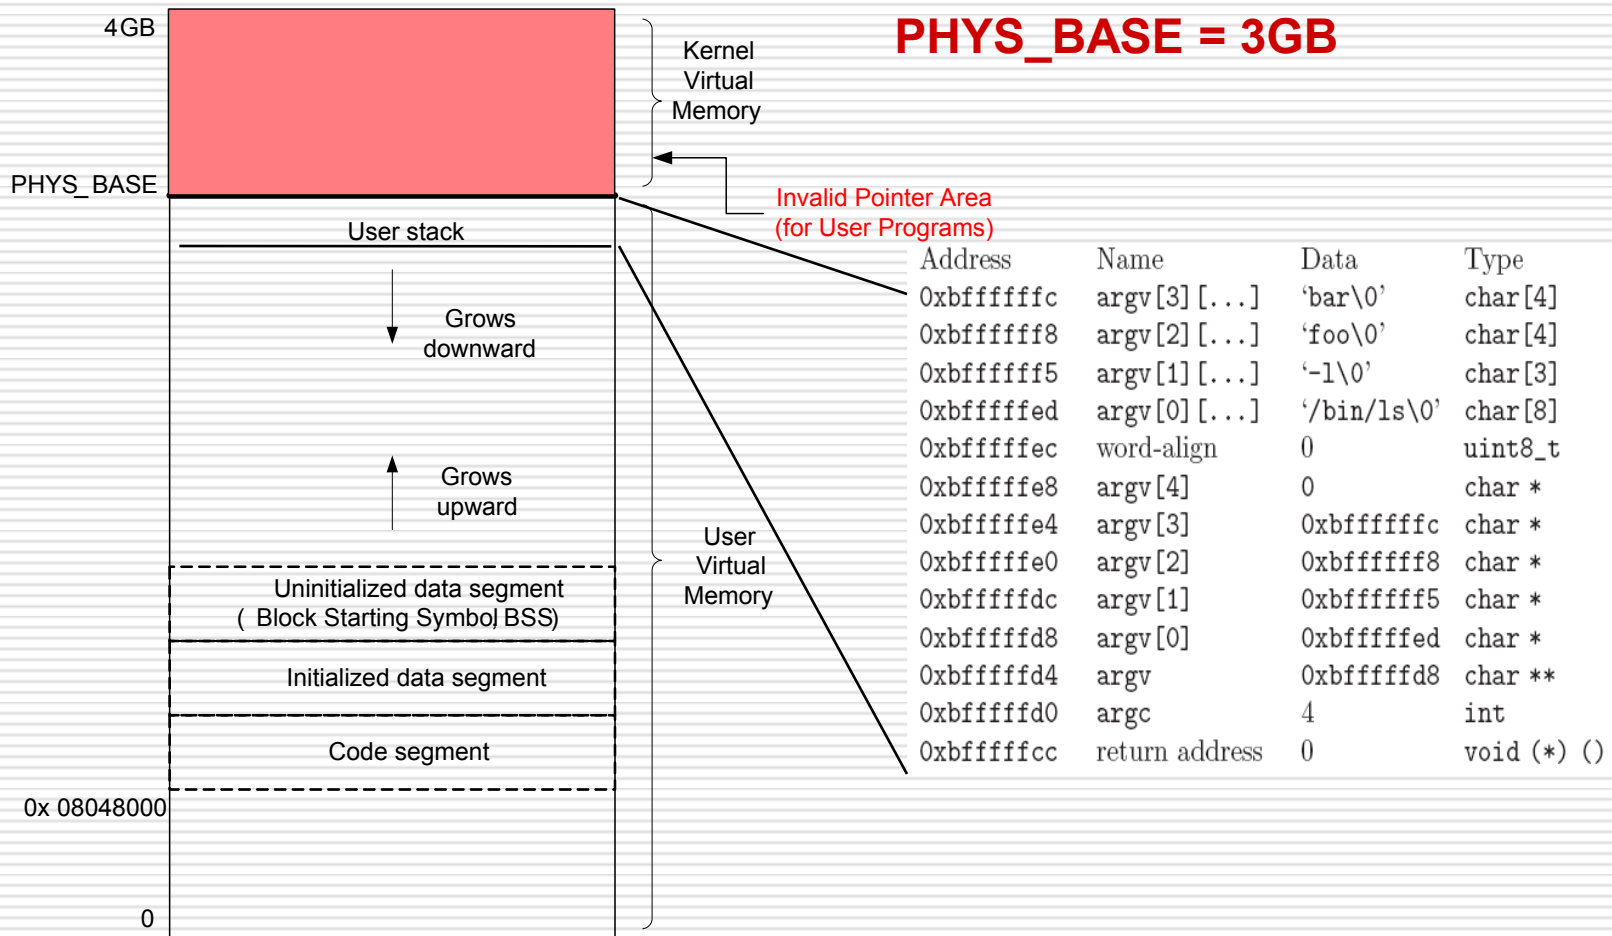 PHYS_BASE = 3GB
4GB
Kernel
Virtual
Memory
PHYS_BASE
Invalid Pointer Area
(for User Programs)
User stack
Grows
downward
Grows
upward
User
Virtual
Memory
Uninitialized data segment
( Block Starting Symbol, BSS)
Initialized data segment
Code segment
0x 08048000
0
Address Name Data Type
0xbffffffc argv[3][...] ‘bar\0’ char[4]
0xbffffff8 argv[2][...] ‘foo\0’ char[4]
0xbffffff5 argv[1][...] ‘-l\0’ char[3]
0xbfffffed argv[0][...] ‘/bin/ls\0’ char[8]
0xbfffffec word-align 0 uint8_t
0xbfffffe8 argv[4] 0 char *
0xbfffffe4 argv[3] 0xbffffffc char *
0xbfffffe0 argv[2] 0xbffffff8 char *
0xbfffffdc argv[1] 0xbffffff5 char *
0xbfffffd8 argv[0] 0xbfffffed char *
0xbfffffd4 argv 0xbfffffd8 char **
0xbfffffd0 argc 4 int
0xbfffffcc return address 0 void (*) ()